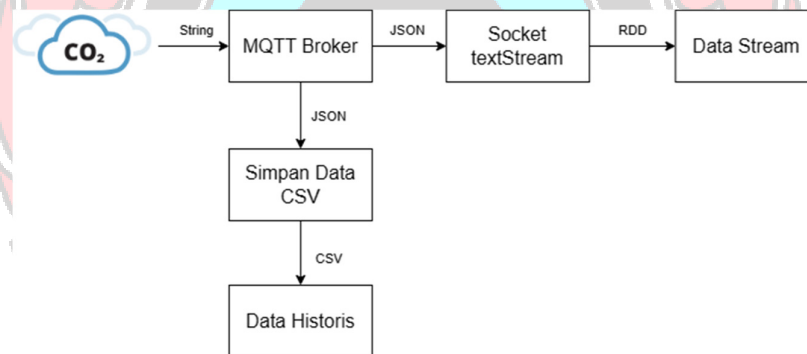 CO₂
String
MQTT Broker
JSON
Socket
textStream
RDD
Data Stream
JSON
Simpan Data
CSV
CSV
Data Historis